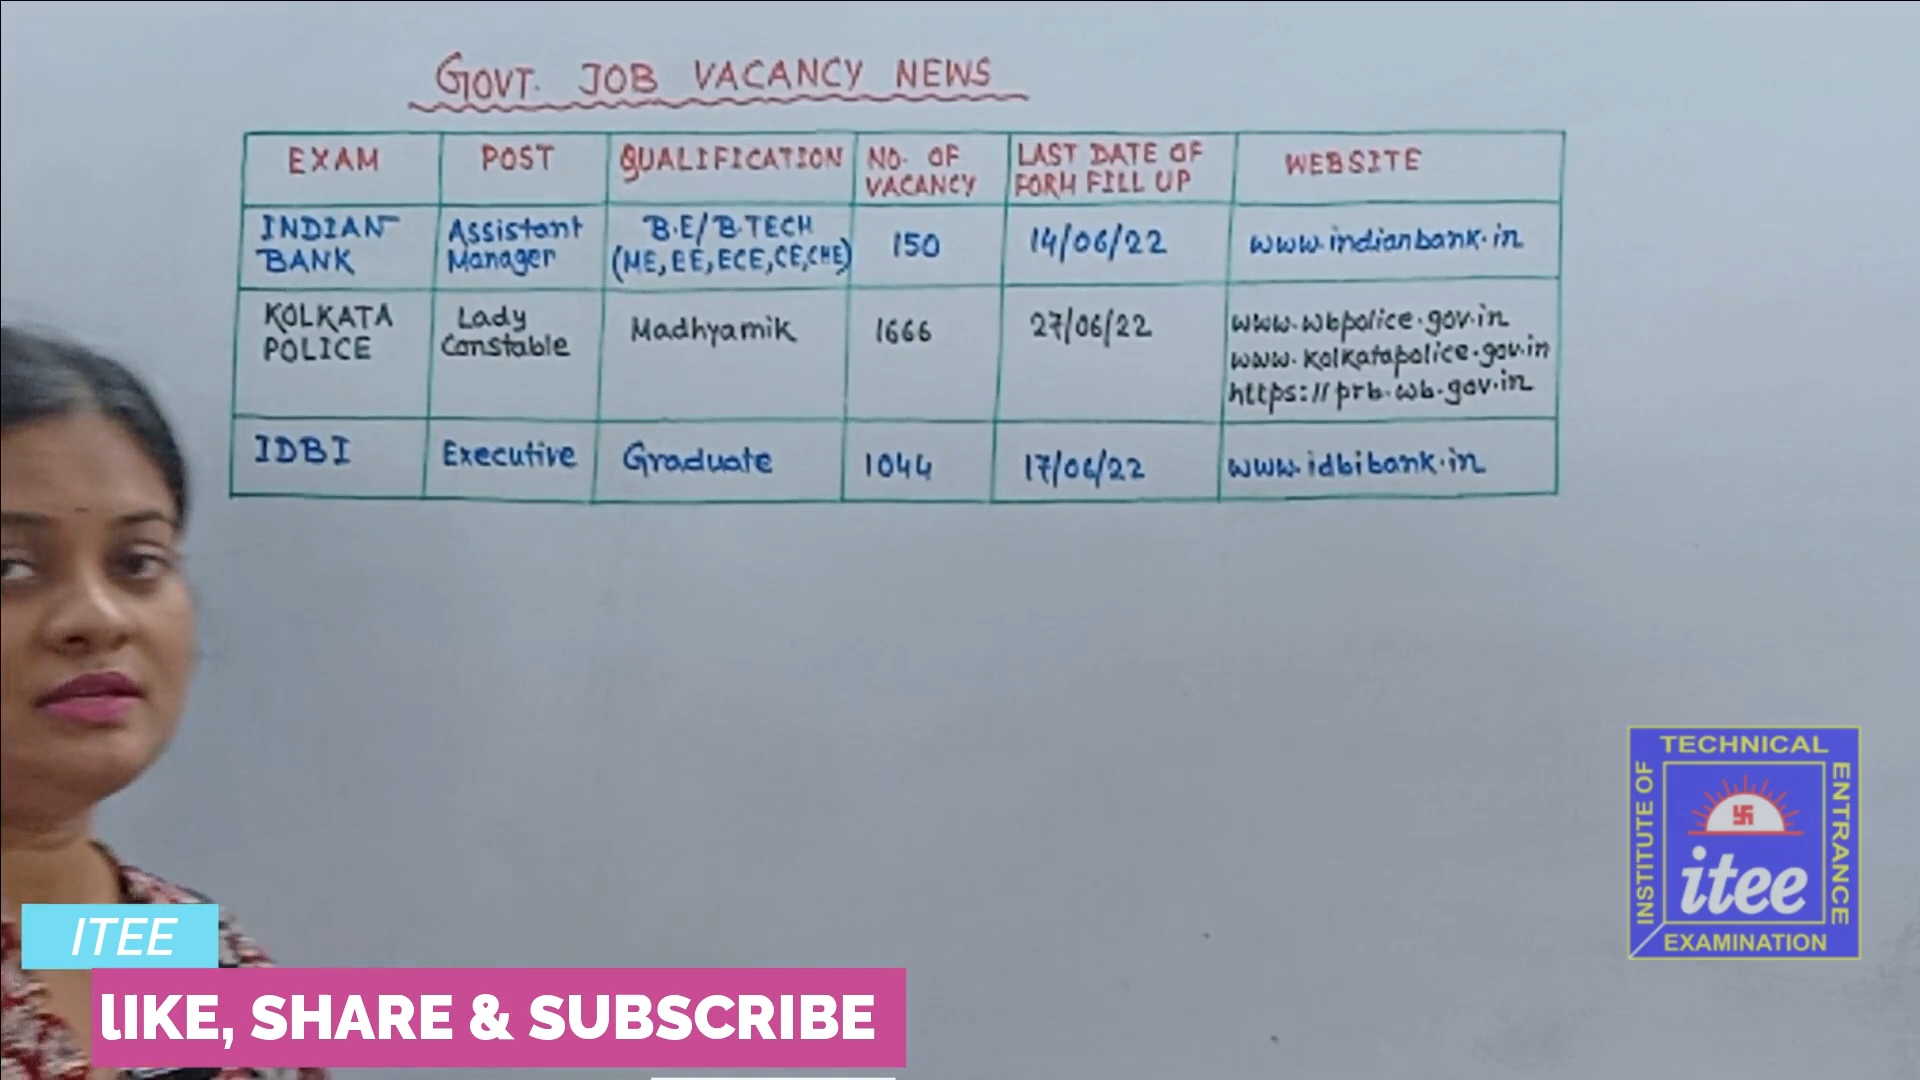 GOVT. JOB VACANCY NEWS
EXAM
POST
QUALIFICATION
NO. OF
VACANCY
LAST DATE OF
FORM FILL UP
WEBSITE
INDIAN
BANK
Assistant
Manager
B.E/B.TECH
(ME, EE, ECE, CE, CHE)
150
14/06/22
www.indianbank.in
KOLKATA
POLICE
Lady
Constable
Madhyamik
1666
27/06/22
www.wbpolice.gov.in
www.kolkatapolice.gov.in
https://prb.wb.gov.in
IDBI
Executive
Graduate
1044
17/06/22
www.idbibank.in
INSTITUTE OF
TECHNICAL
ENTRANCE
EXAMINATION
itee
ITEE
lIKE, SHARE & SUBSCRIBE